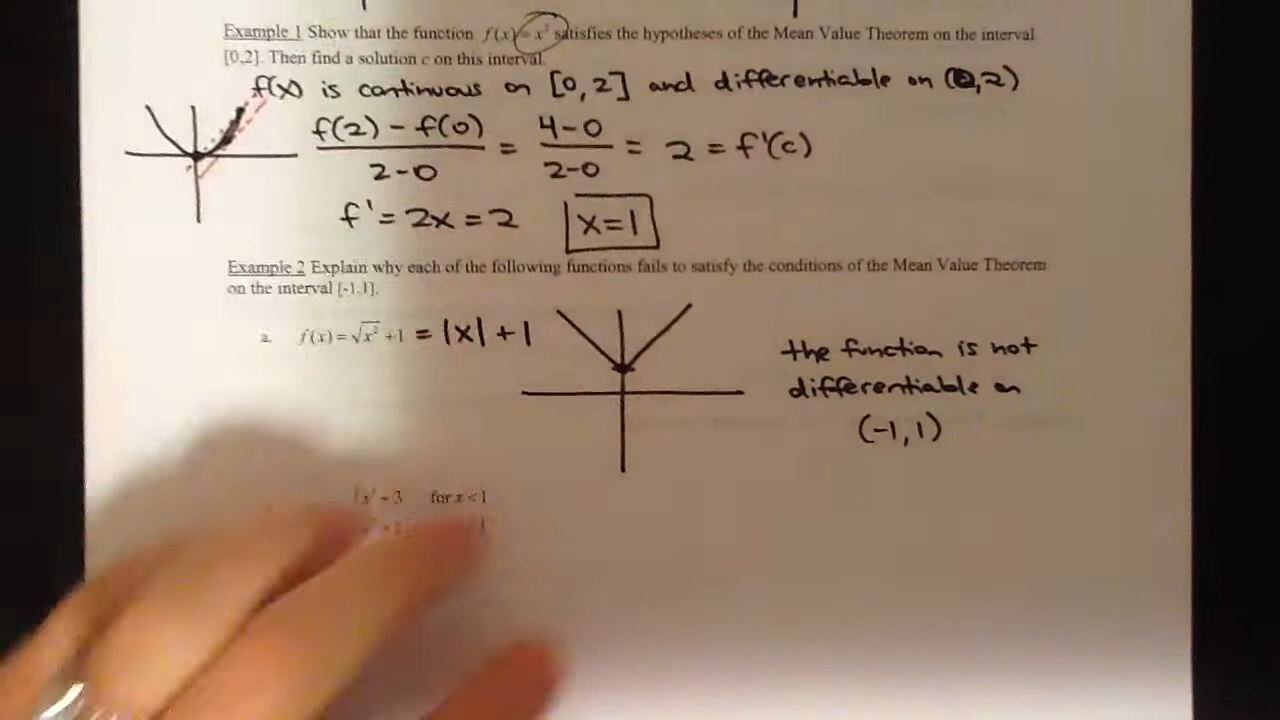 Example 1 Show that the function f(x) = x² satisfies the hypotheses of the Mean Value Theorem on the interval
[0,2]. Then find a solution c on this interval.
f(x) is continuous on [0,2] and differentiable on (0,2)
f(2) - f(0) / 2-0 = 4-0 / 2-0 = 2 = f'(c)
f' = 2x = 2 x=1
Example 2 Explain why each of the following functions fails to satisfy the conditions of the Mean Value Theorem
on the interval [-1,1].
a. f(x) = √x² + 1 = |x| + 1
the function is not
differentiable on
(-1,1)
for x < 1